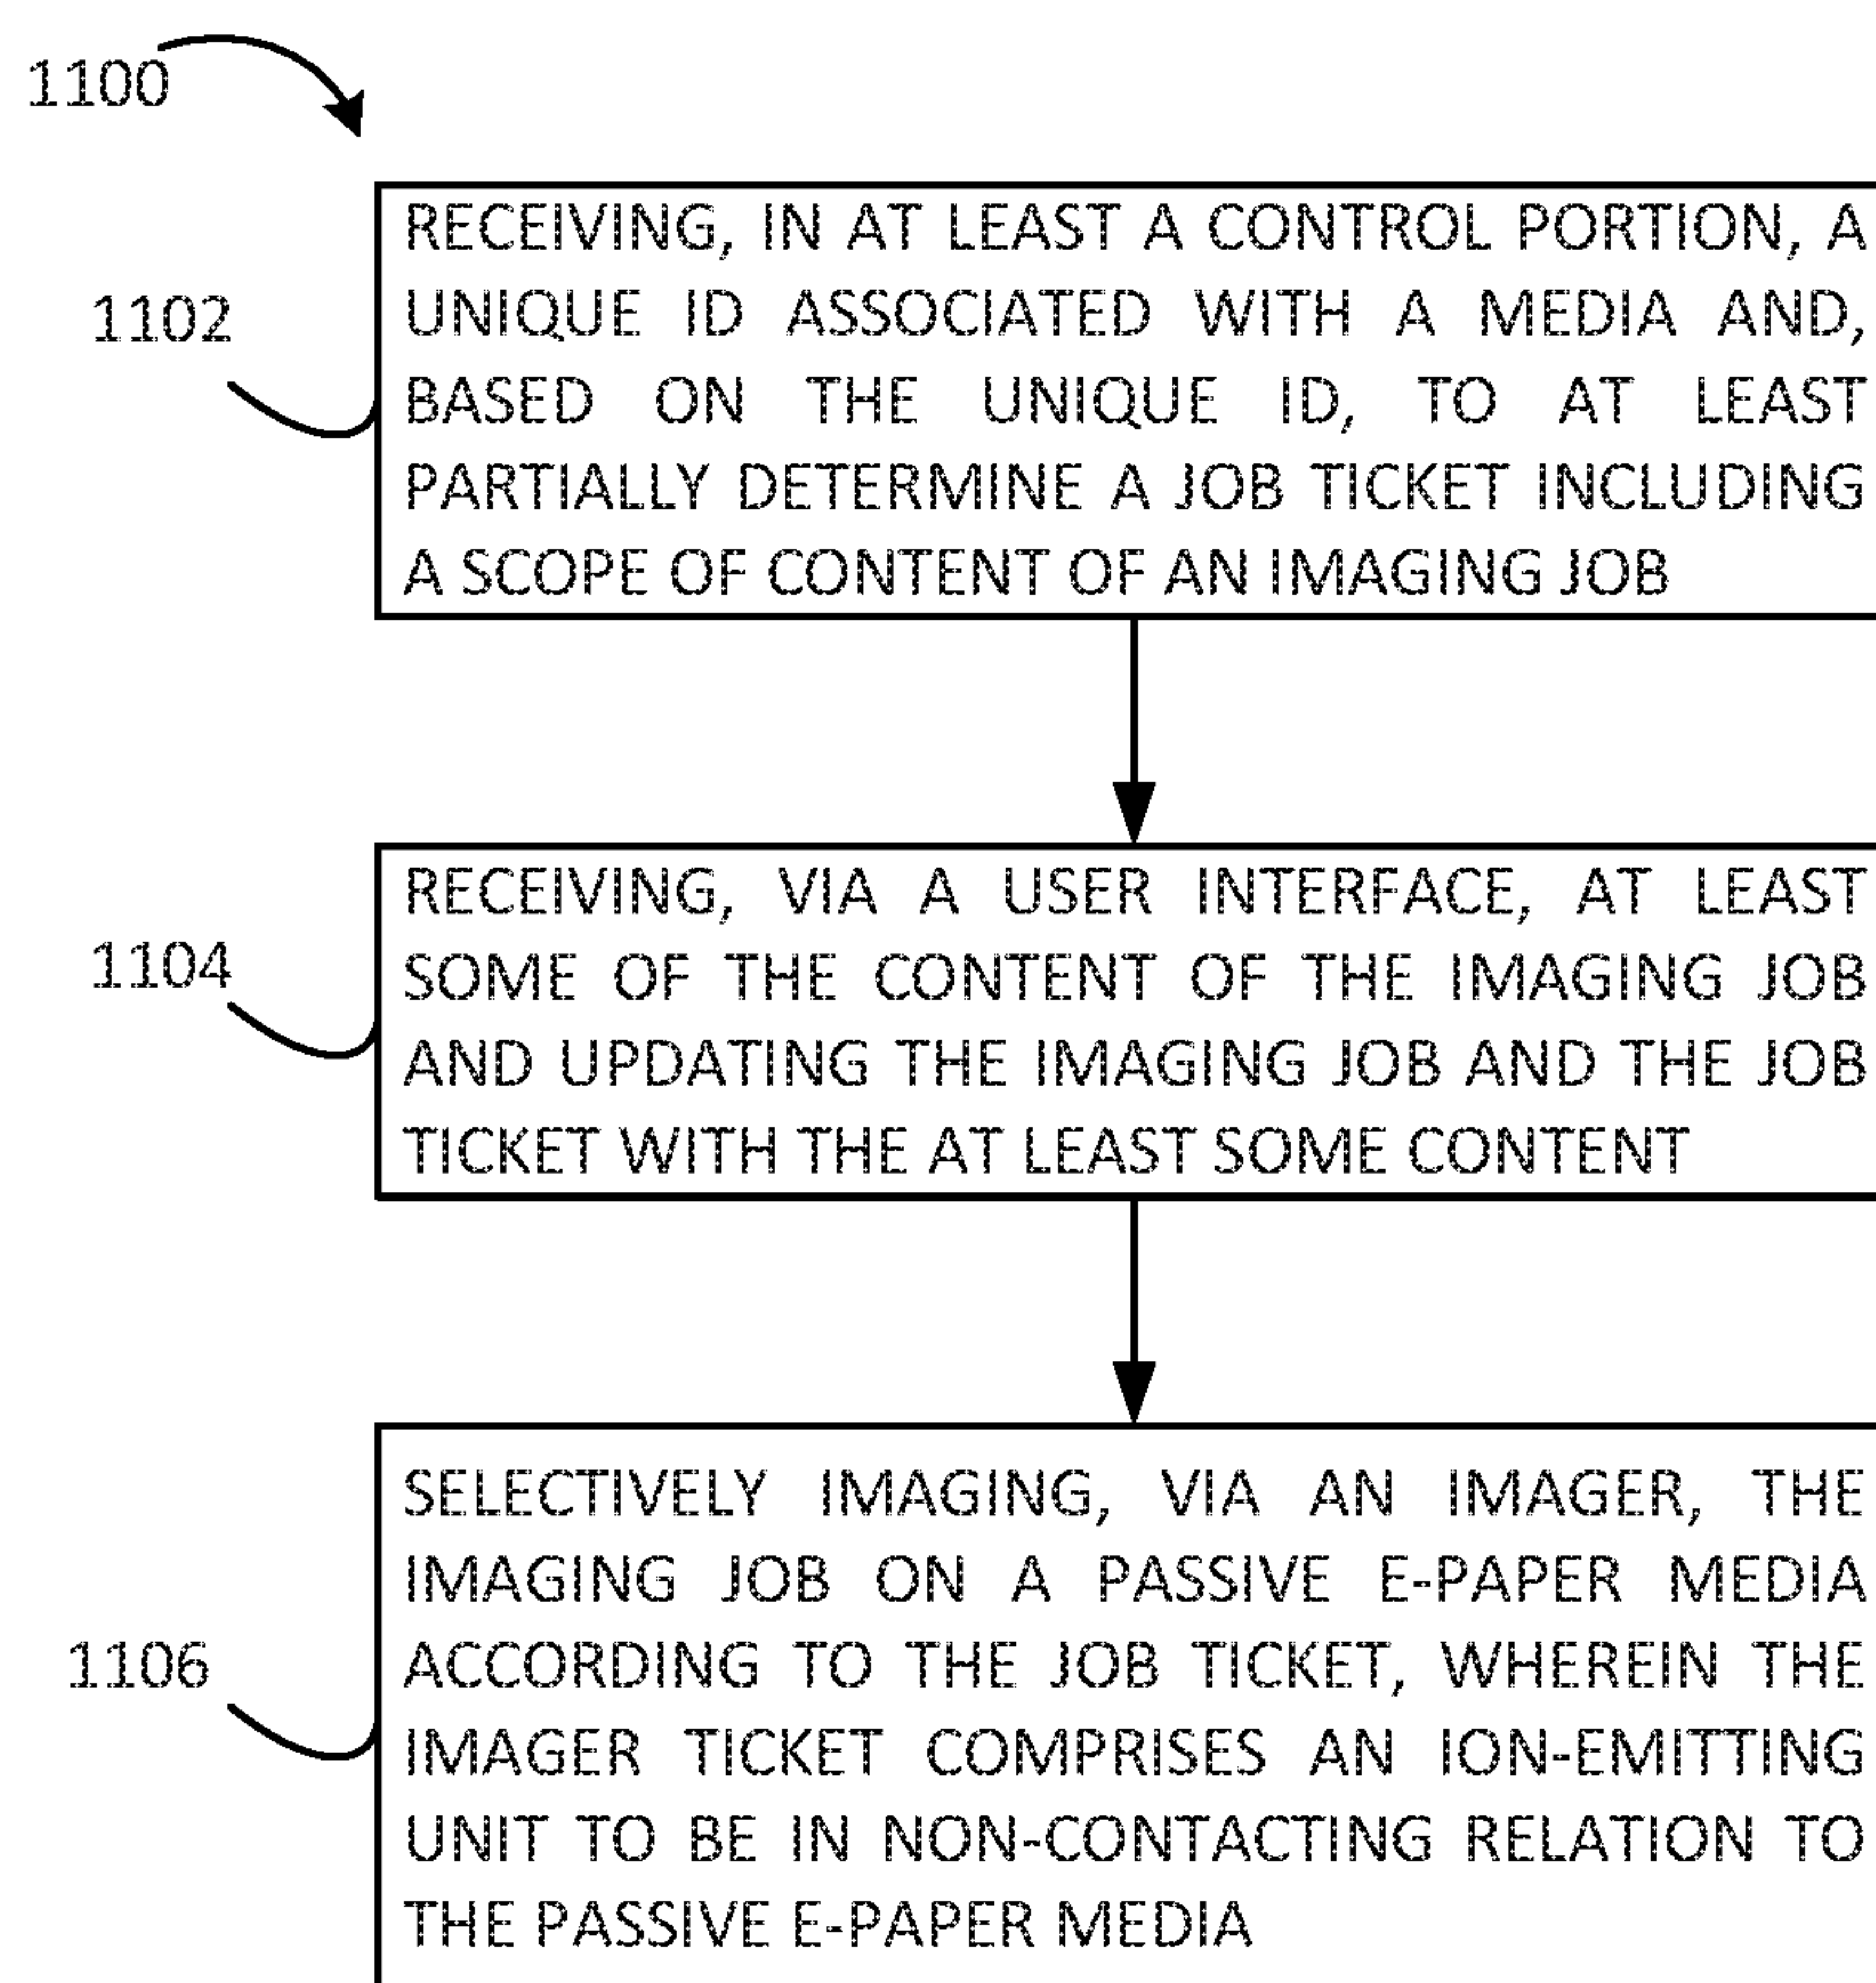 1100
RECEIVING, IN AT LEAST A CONTROL PORTION, A
UNIQUE ID ASSOCIATED WITH A MEDIA AND,
1102
BASED ON THE UNIQUE ID, TO AT LEAST
PARTIALLY DETERMINE A JOB TICKET INCLUDING
A SCOPE OF CONTENT OF AN IMAGING JOB
RECEIVING, VIA A USER INTERFACE, AT LEAST
1104
SOME OF THE CONTENT OF THE IMAGING JOB
AND UPDATING THE IMAGING JOB AND THE JOB
TICKET WITH THE AT LEAST SOME CONTENT
SELECTIVELY IMAGING, VIA AN IMAGER, THE
IMAGING JOB ON A PASSIVE E-PAPER MEDIA
1106
ACCORDING TO THE JOB TICKET, WHEREIN THE
IMAGER TICKET COMPRISES AN ION-EMITTING
UNIT TO BE IN NON-CONTACTING RELATION TO
THE PASSIVE E-PAPER MEDIA